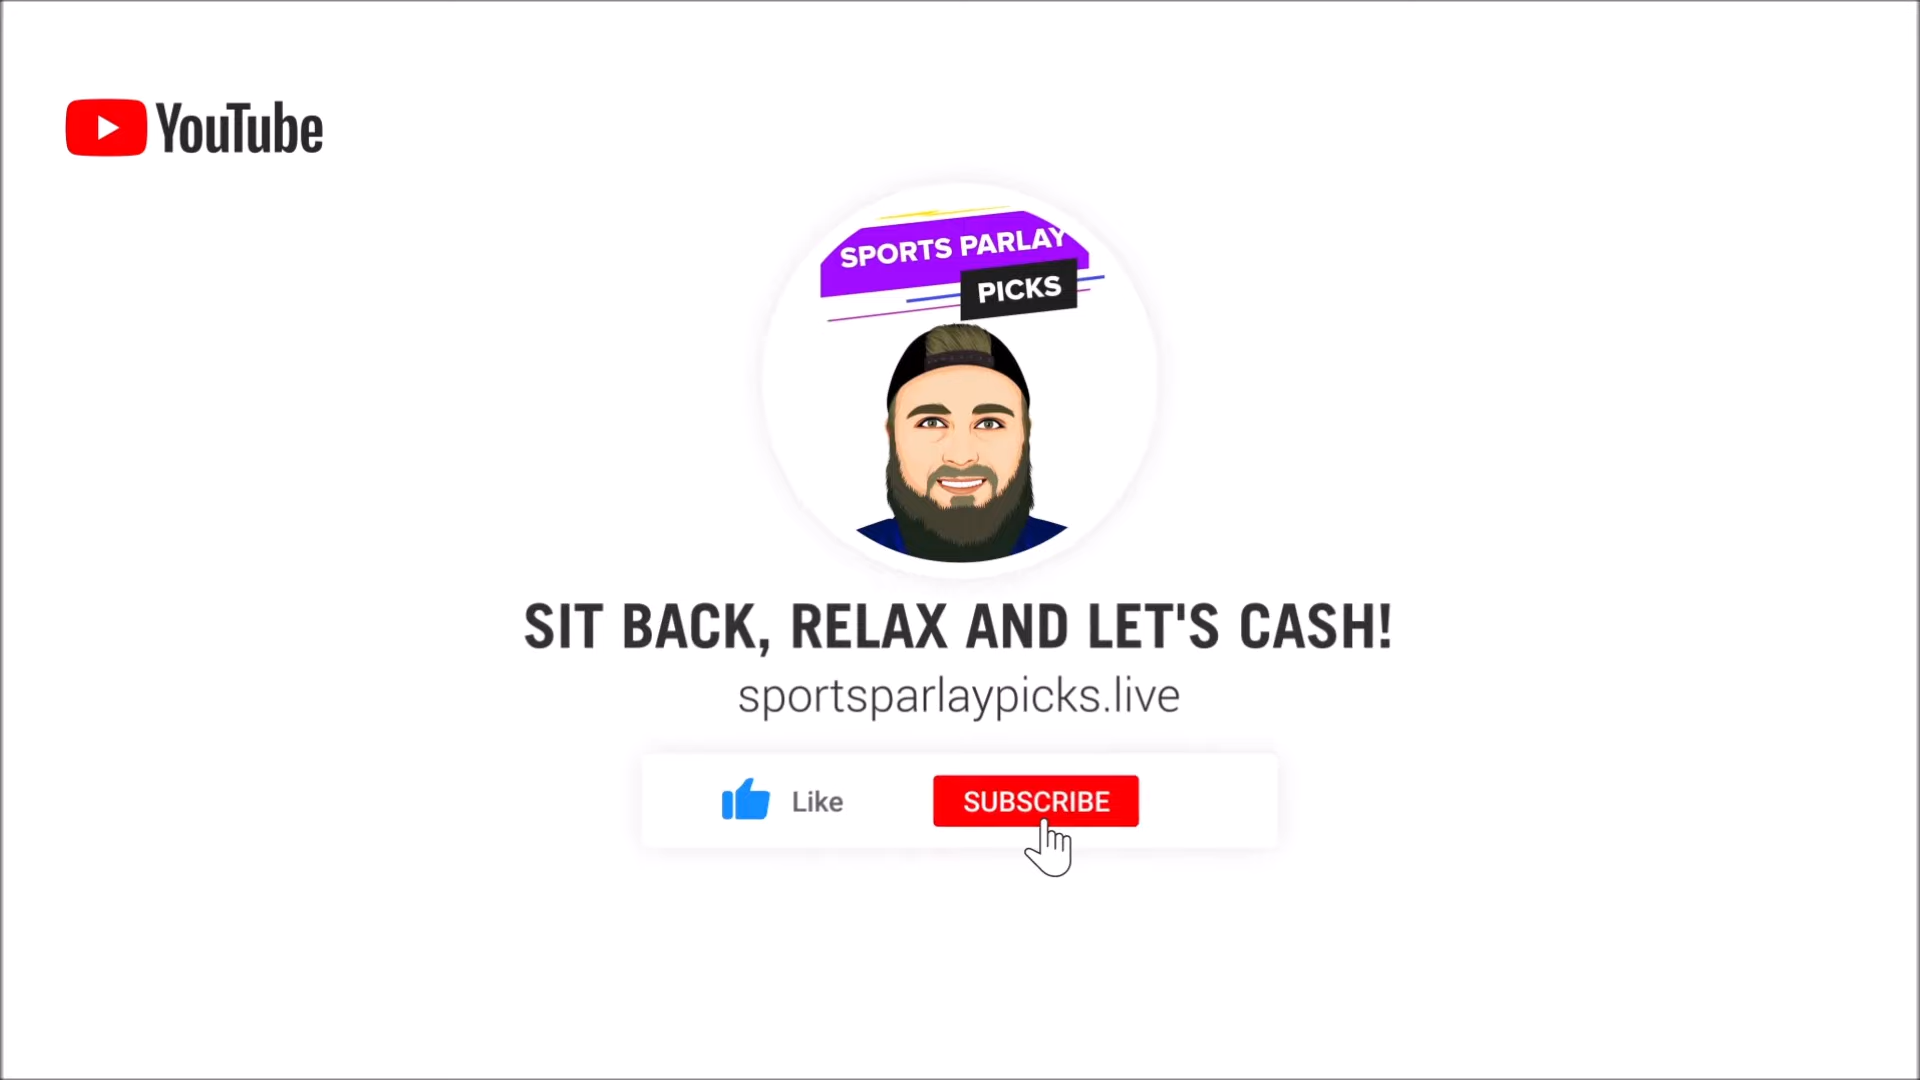 YouTube
SPORTS PARLAY
PICKS
SIT BACK, RELAX AND LET'S CASH!
sportsparlaypicks.live
Like
SUBSCRIBE